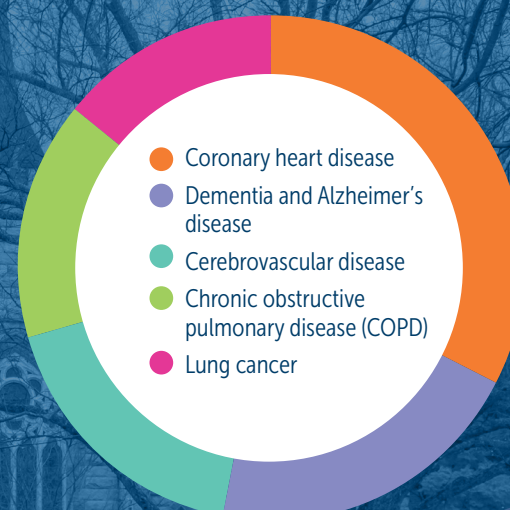 Coronary heart disease
Dementia and Alzheimer’s
disease
Cerebrovascular disease
Chronic obstructive
pulmonary disease (COPD)
Lung cancer